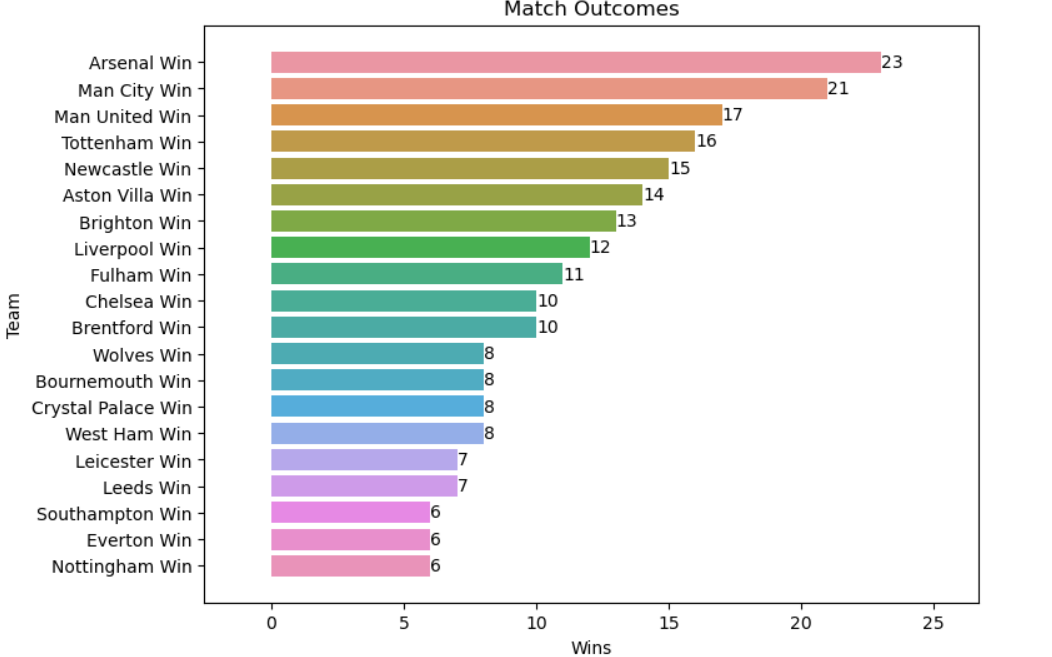 Match Outcomes
Arsenal Win 23
Man City Win 21
Man United Win 17
Tottenham Win 16
Newcastle Win 15
Aston Villa Win 14
Brighton Win 13
Liverpool Win 12
Fulham Win 11
Chelsea Win 10
Brentford Win 10
Wolves Win 8
Bournemouth Win 8
Crystal Palace Win 8
West Ham Win 8
Leicester Win 7
Leeds Win 7
Southampton Win 6
Everton Win 6
Nottingham Win 6
Team
0 5 10 15 20 25
Wins